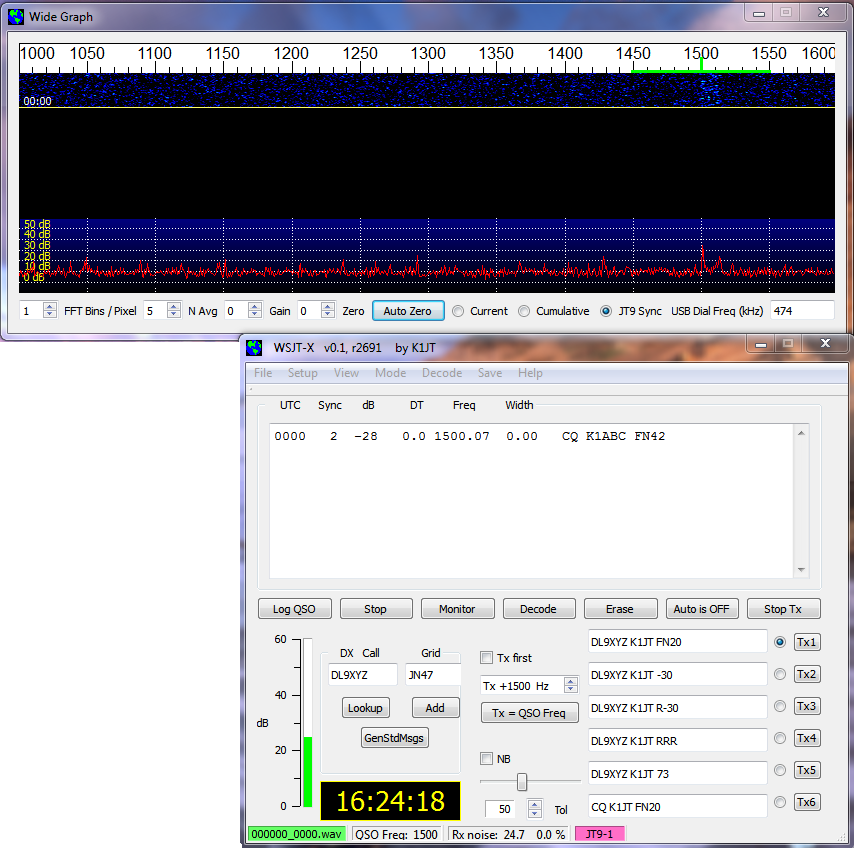 Wide Graph
1000 1050 1100 1150 1200 1250 1300 1350 1400 1450 1500 1550 1600
00:00
50 dB
40 dB
30 dB
20 dB
10 dB
0 dB
1 FFT Bins / Pixel 5 N Avg 0 Gain 0 Zero Auto Zero Current Cumulative JT9 Sync USB Dial Freq (kHz) 474
WSJT-X v0.1, r2691 by K1JT
File Setup View Mode Decode Save Help
UTC Sync dB DT Freq Width
0000 2 -28 0.0 1500.07 0.00 CQ K1ABC FN42
Log QSO Stop Monitor Decode Erase Auto is OFF Stop Tx
60
40
dB
20
0
DX Call Grid
DL9XYZ JN47
Lookup Add
GenStdMsgs
16:24:18
Tx first
Tx +1500 Hz
Tx = QSO Freq
NB
50 Tol
DL9XYZ K1JT FN20 Tx1
DL9XYZ K1JT -30 Tx2
DL9XYZ K1JT R-30 Tx3
DL9XYZ K1JT RRR Tx4
DL9XYZ K1JT 73 Tx5
CQ K1JT FN20 Tx6
000000_0000.wav QSO Freq: 1500 Rx noise: 24.7 0.0 % JT9-1